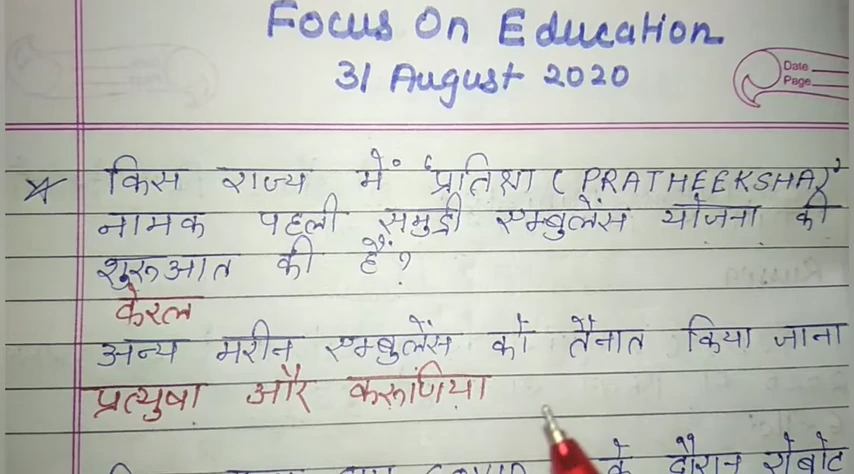 Focus On Education
31 August 2020
Date
Page
किस राज्य में 'प्रतिक्षा (PRATHEEKSHA)'
नामक पहली समुद्री एम्बुलेंस योजना की
शुरूआत की हैं?
केरल
अन्य मरीन एम्बुलेंस को तैनात किया जाना
प्रत्युषा और करूणिया
के दौरान रोबोट